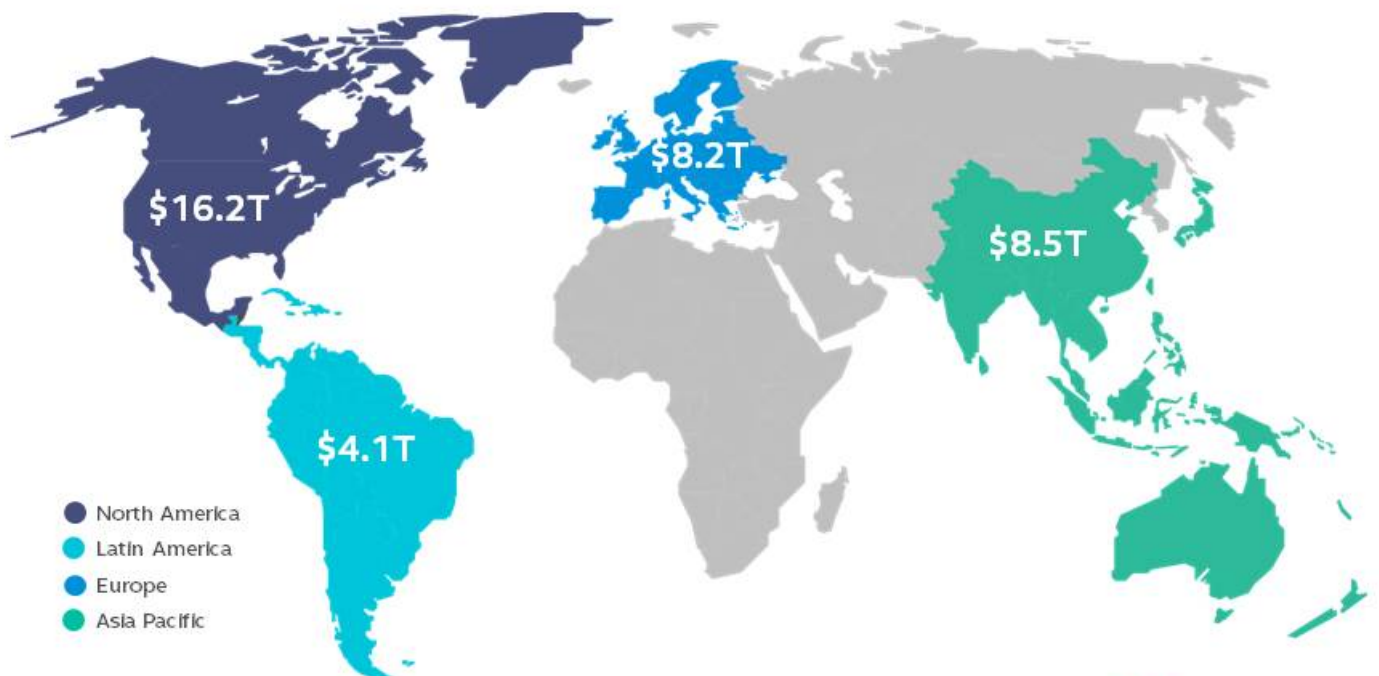 $8.2T
$16.2T
$8.5T
$4.1T
North America
Latin America
Europe
Asia Pacific